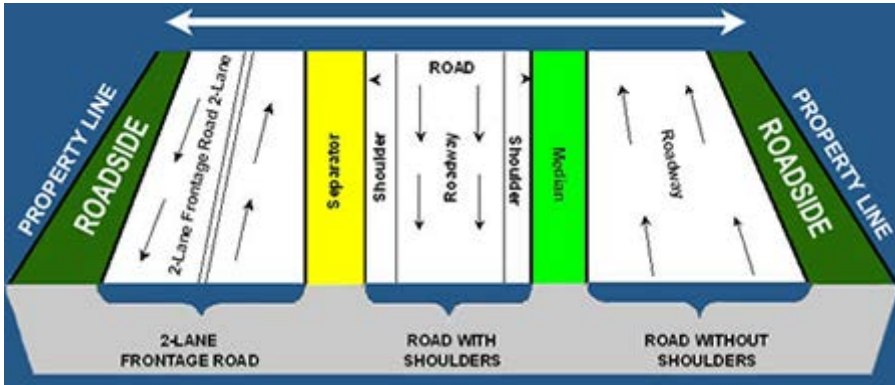 PROPERTY LINE
ROADSIDE
2-Lane Frontage Road 2-Lane
Separator
Shoulder
ROAD
Roadway
Shoulder
Median
Roadway
ROADSIDE
PROPERTY LINE
2-LANE
FRONTAGE ROAD
ROAD WITH
SHOULDERS
ROAD WITHOUT
SHOULDERS